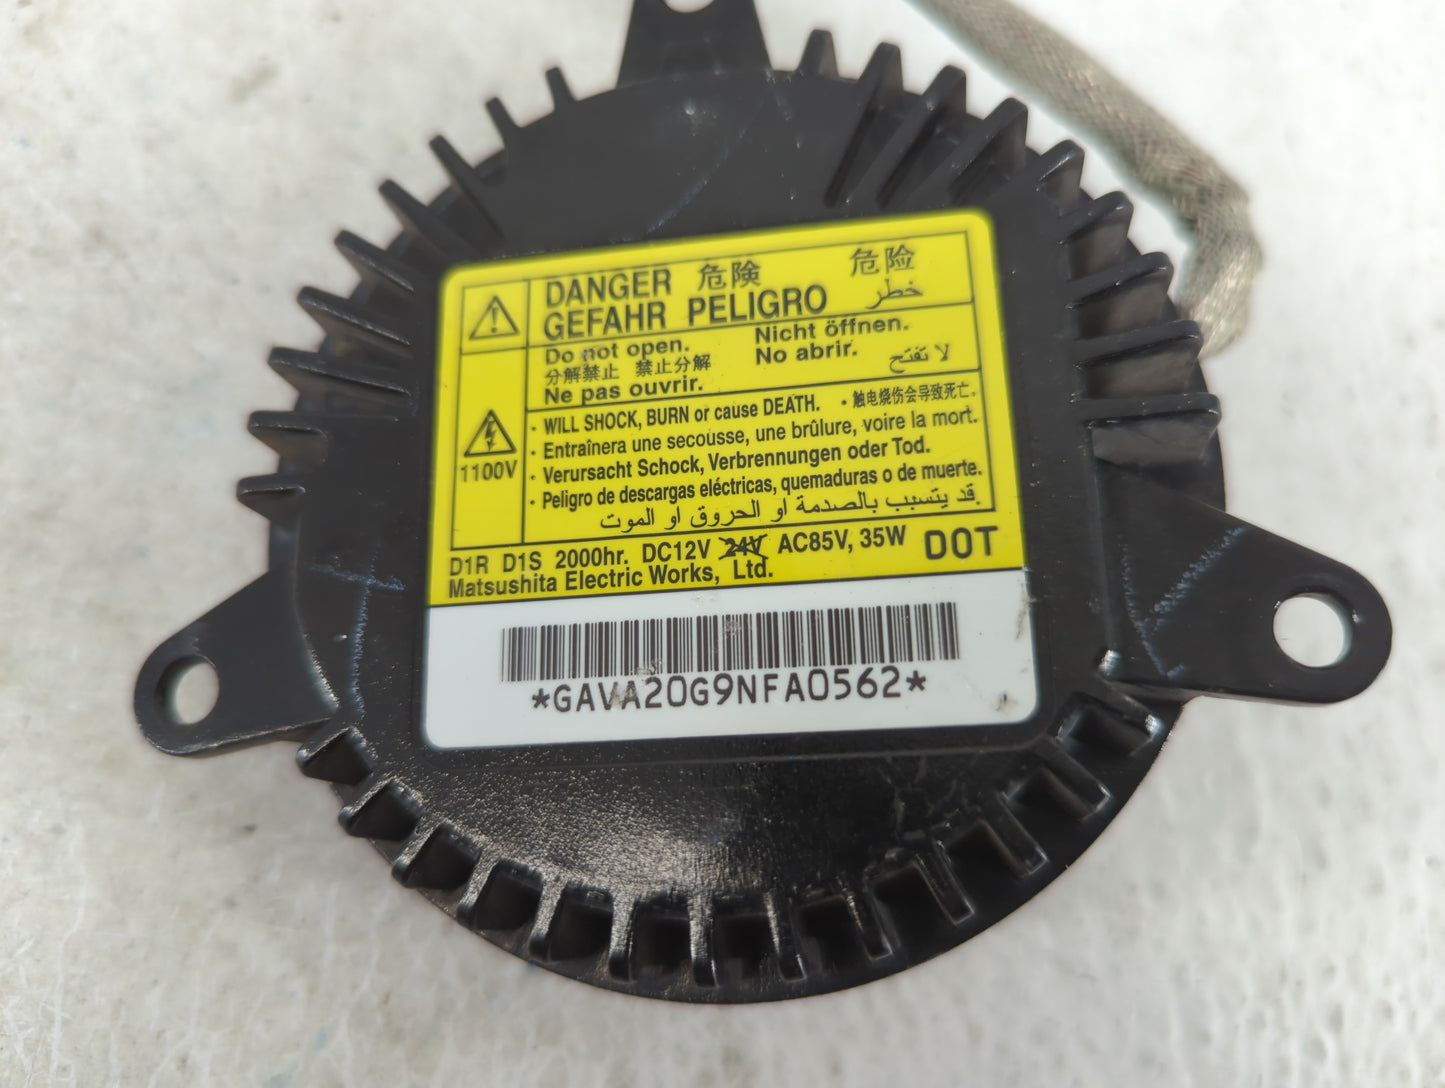 DANGER 危険 危险
GEFAHR PELIGRO خطر
Do not open. Nicht öffnen.
分解禁止 禁止分解 No abrir. لا تفتح
Ne pas ouvrir.
1100V
· WILL SHOCK, BURN or cause DEATH. · 触电烧伤会导致死亡。
· Entraînera une secousse, une brûlure, voire la mort.
· Verursacht Schock, Verbrennungen oder Tod.
· Peligro de descargas eléctricas, quemaduras o de muerte.
قد يتسبب بالصدمة او الحروق او الموت.
D1R D1S 2000hr. DC12V 24V AC85V, 35W DOT
Matsushita Electric Works, Ltd.
*GAVA20G9NFA0562*